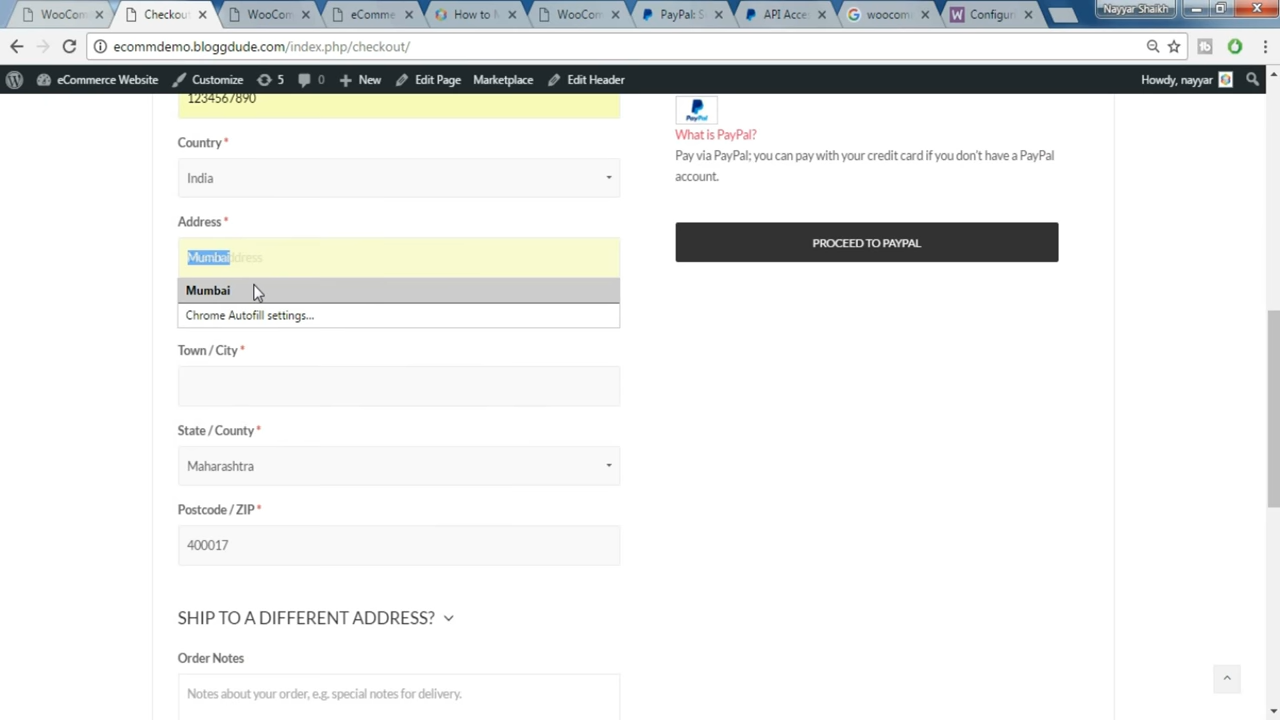 WooCom
Checkou
WooCom
eComme
How to M
WooCom
PayPal: S
API Acce
woocom
Configur
Nayyar Shaikh
ecommdemo.bloggdude.com/index.php/checkout/
eCommerce Website
Customize
5
0
New
Edit Page
Marketplace
Edit Header
Howdy, nayyar
1234567890
Country *
India
Address *
Mumbai
Mumbai
Chrome Autofill settings...
Town / City *
State / County *
Maharashtra
Postcode / ZIP *
400017
SHIP TO A DIFFERENT ADDRESS?
Order Notes
Notes about your order, e.g. special notes for delivery.
PayPal
What is PayPal?
Pay via PayPal; you can pay with your credit card if you don't have a PayPal
account.
PROCEED TO PAYPAL